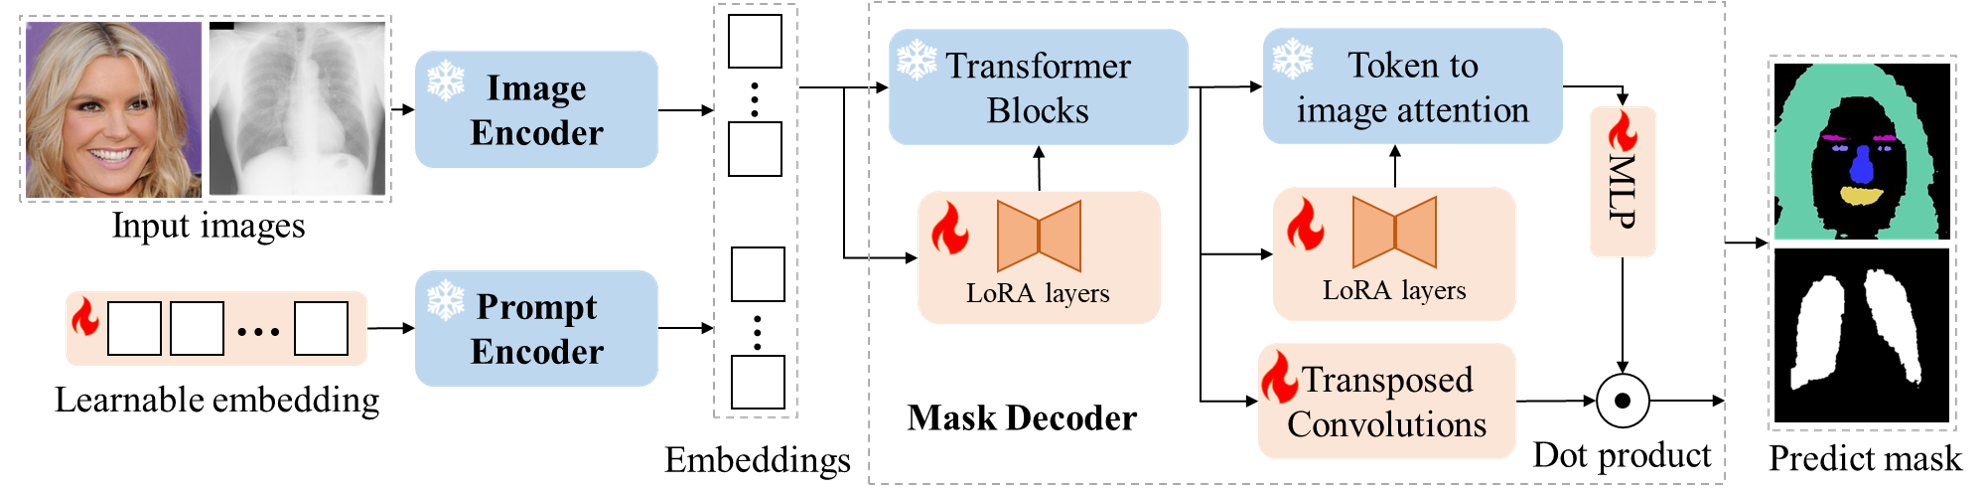 Input images
Image
Encoder
Learnable embedding
Prompt
Encoder
Embeddings
Transformer
Blocks
LoRA layers
Mask Decoder
Token to
image attention
LoRA layers
Transposed
Convolutions
MLP
Dot product
Predict mask